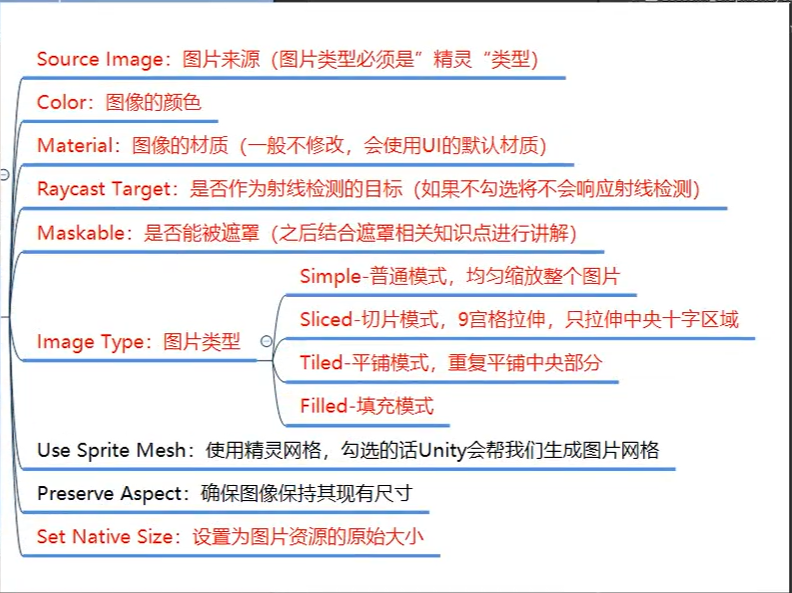 Source Image：图片来源（图片类型必须是”精灵“类型）
Color：图像的颜色
Material：图像的材质（一般不修改，会使用UI的默认材质）
Raycast Target：是否作为射线检测的目标（如果不勾选将不会响应射线检测）
Maskable：是否能被遮罩（之后结合遮罩相关知识点进行讲解）
Image Type：图片类型
Simple-普通模式，均匀缩放整个图片
Sliced-切片模式，9宫格拉伸，只拉伸中央十字区域
Tiled-平铺模式，重复平铺中央部分
Filled-填充模式
Use Sprite Mesh：使用精灵网格，勾选的话Unity会帮我们生成图片网格
Preserve Aspect：确保图像保持其现有尺寸
Set Native Size：设置为图片资源的原始大小